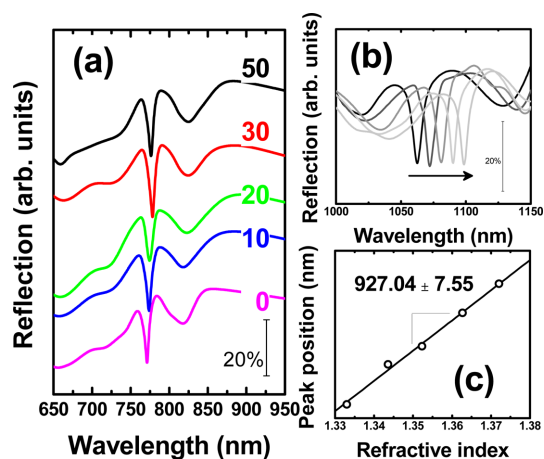 (a)
50
30
20
10
0
20%
Reflection (arb. units)
650 700 750 800 850 900 950
Wavelength (nm)
(b)
20%
Reflection (arb. units)
1000 1050 1100 1150
Wavelength (nm)
927.04 ± 7.55
(c)
Peak position (nm)
1.33 1.34 1.35 1.36 1.37 1.38
Refractive index